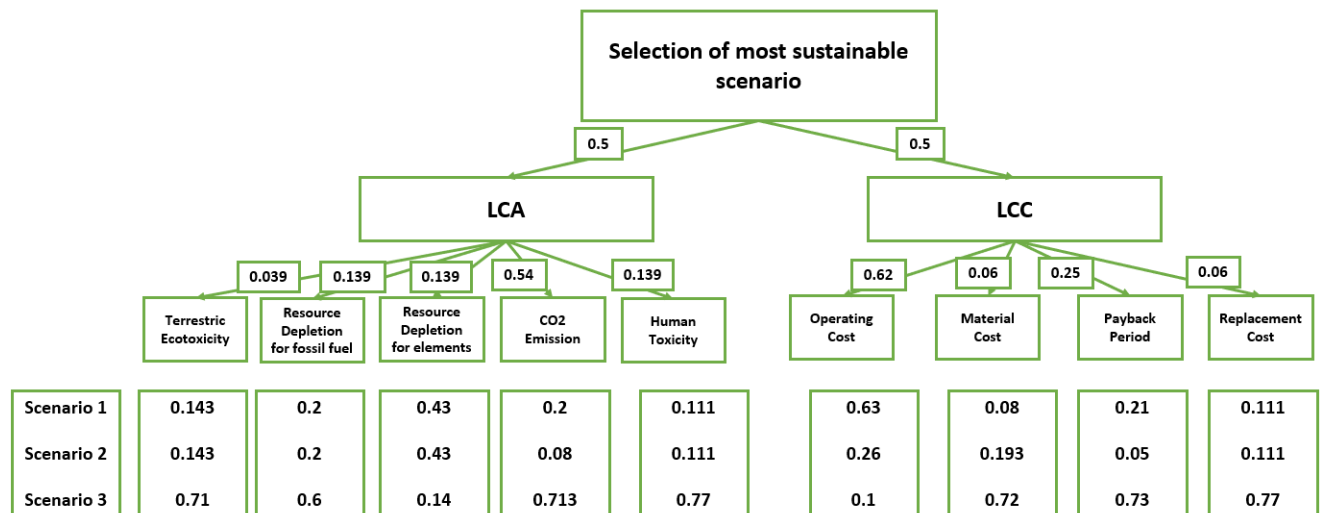 Selection of most sustainable
scenario
0.5
0.5
LCA
LCC
0.039
0.139
0.139
0.54
0.139
0.62
0.06
0.25
0.06
Terrestric
Ecotoxicity
Resource
Depletion
for fossil fuel
Resource
Depletion
for elements
CO2
Emission
Human
Toxicity
Operating
Cost
Material
Cost
Payback
Period
Replacement
Cost
Scenario 1 0.143 0.2 0.43 0.2 0.111 0.63 0.08 0.21 0.111
Scenario 2 0.143 0.2 0.43 0.08 0.111 0.26 0.193 0.05 0.111
Scenario 3 0.71 0.6 0.14 0.713 0.77 0.1 0.72 0.73 0.77